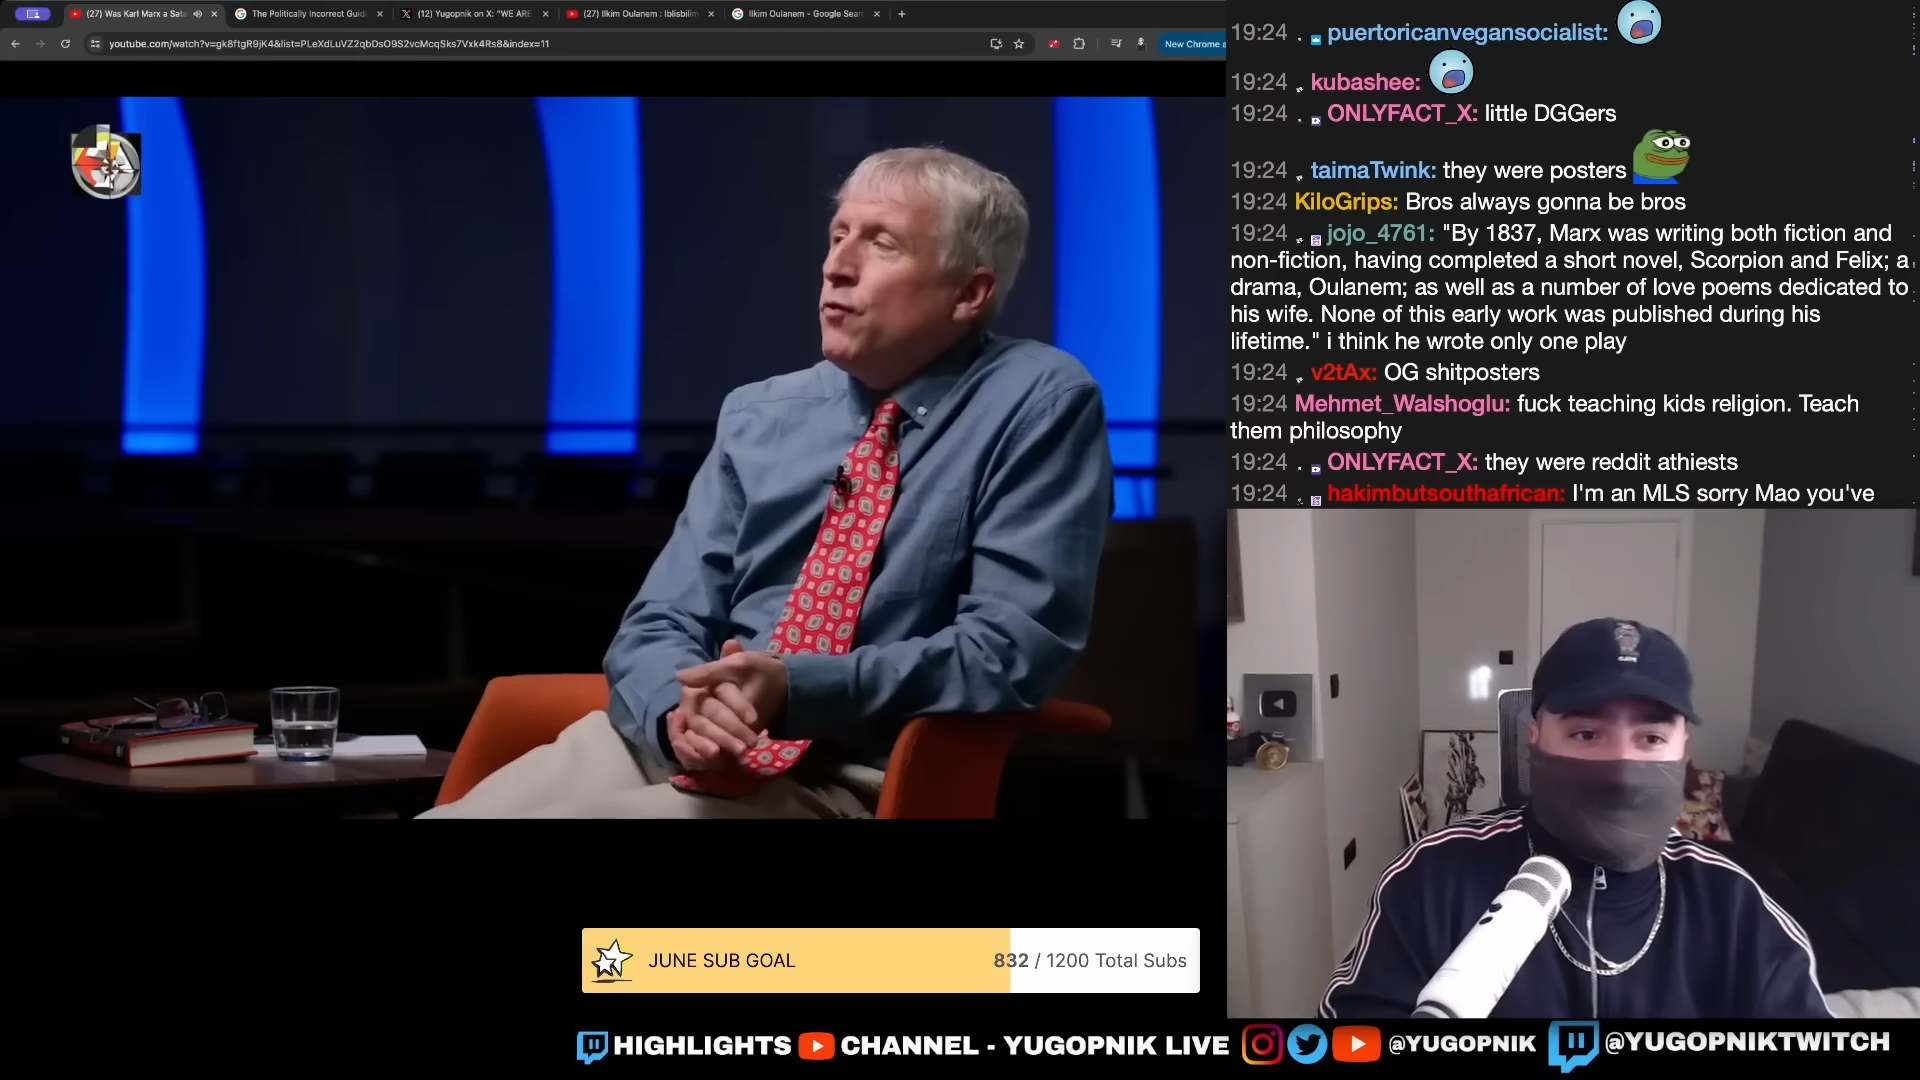 (27) Was Karl Marx a Sata
The Politically Incorrect Guid
(12) Yugopnik on X: "WE ARE
(27) Ilkim Oulanem : Iblisbilim
Ilkim Oulanem - Google Sear
youtube.com/watch?v=gk8ftgR9jK4&list=PLeXdLuVZ2qbDsO9S2vcMcqSks7Vxk4Rs8&index=11
New Chrome a
19:24 puertoricanvegansocialist:
19:24 kubashee:
19:24 ONLYFACT_X: little DGGers
19:24 taimaTwink: they were posters
19:24 KiloGrips: Bros always gonna be bros
19:24 jojo_4761: "By 1837, Marx was writing both fiction and
non-fiction, having completed a short novel, Scorpion and Felix; a
drama, Oulanem; as well as a number of love poems dedicated to
his wife. None of this early work was published during his
lifetime." i think he wrote only one play
19:24 v2tAx: OG shitposters
19:24 Mehmet_Walshoglu: fuck teaching kids religion. Teach
them philosophy
19:24 ONLYFACT_X: they were reddit athiests
19:24 hakimbutsouthafrican: I'm an MLS sorry Mao you've
JUNE SUB GOAL
832 / 1200 Total Subs
HIGHLIGHTS CHANNEL - YUGOPNIK LIVE @YUGOPNIK @YUGOPNIKTWITCH